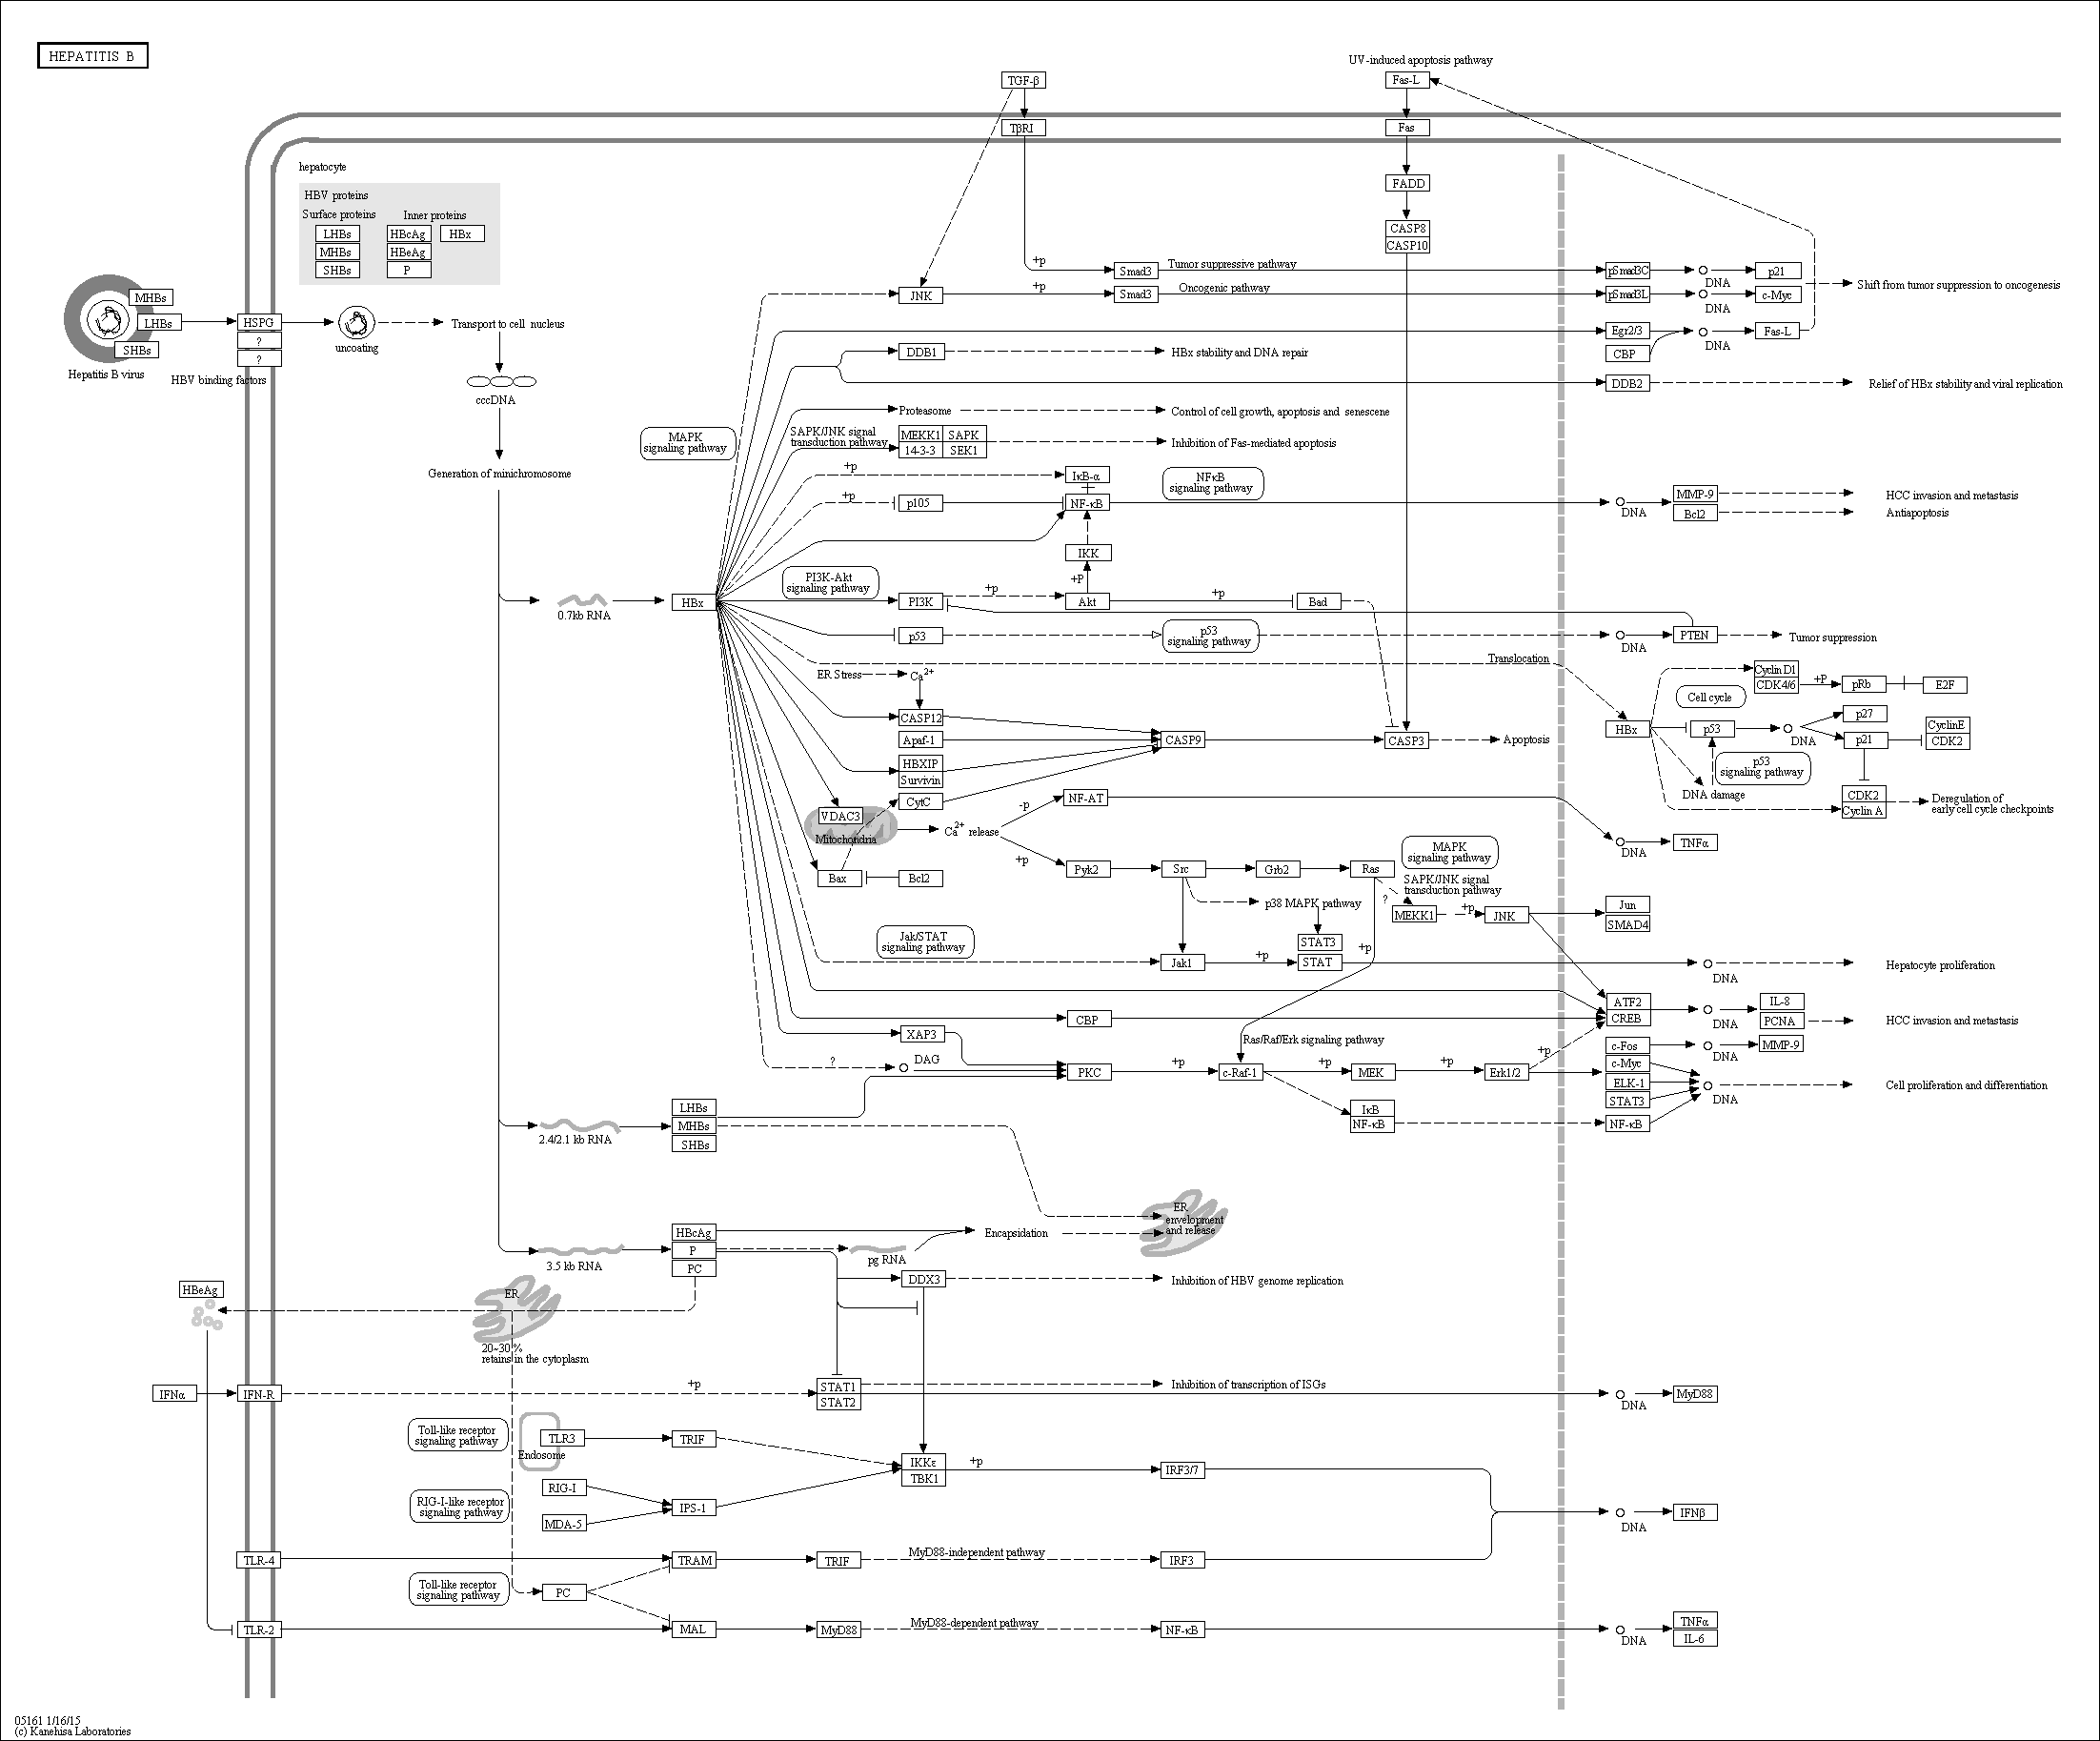 HEPATITIS B
UV-induced apoptosis pathway
TGF-β
Fas-L
TβRI
Fas
hepatocyte
HBV proteins
Surface proteins
Inner proteins
LHBs
HBcAg
HBx
MHBs
HBeAg
SHBs
P
FADD
CASP8
CASP10
+p
Smad3
Tumor suppressive pathway
pSmad3C
DNA
p21
JNK
+p
Smad3
Oncogenic pathway
pSmad3L
DNA
c-Myc
Shift from tumor suppression to oncogenesis
MHBs
LHBs
SHBs
Hepatitis B virus
HSPG
?
?
HBV binding factors
uncoating
Transport to cell nucleus
cccDNA
Generation of minichromosome
Egr2/3
CBP
DNA
Fas-L
DDB1
HBx stability and DNA repair
DDB2
Relief of HBx stability and viral replication
MAPK
signaling pathway
Proteasome
Control of cell growth, apoptosis and senescene
SAPK/JNK signal
transduction pathway
MEKK1
SAPK
14-3-3
SEK1
Inhibition of Fas-mediated apoptosis
+p
IκB-α
NFκB
signaling pathway
+p
p105
NF-κB
DNA
MMP-9
Bcl2
HCC invasion and metastasis
Antiapoptosis
IKK
+P
PI3K-Akt
signaling pathway
0.7kb RNA
HBx
PI3K
+p
Akt
+p
Bad
p53
p53
signaling pathway
DNA
PTEN
Tumor suppression
Translocation
ER Stress
Ca2+
CASP12
Apaf-1
HBXIP
Survivin
CytC
CASP9
CASP3
Apoptosis
HBx
Cyclin D1
CDK4/6
+p
pRb
E2F
Cell cycle
p53
DNA
p27
p21
CyclinE
CDK2
p53
signaling pathway
DNA damage
CDK2
Cyclin A
Deregulation of
early cell cycle checkpoints
VDAC3
Mitochondria
Ca2+ release
-p
NF-AT
+p
DNA
TNFα
Bax
Bcl2
Pyk2
Src
Grb2
Ras
MAPK
signaling pathway
SAPK/JNK signal
transduction pathway
?
p38 MAPK pathway
MEKK1
+p
JNK
Jun
SMAD4
Jak/STAT
signaling pathway
STAT3
+p
Jak1
+p
STAT
DNA
Hepatocyte proliferation
ATF2
CREB
DNA
IL-8
PCNA
HCC invasion and metastasis
CBP
XAP3
Ras/Raf/Erk signaling pathway
?
DAG
PKC
+p
c-Raf-1
+p
MEK
+p
Erk1/2
+p
c-Fos
DNA
MMP-9
c-Myc
ELK-1
STAT3
NF-κB
DNA
Cell proliferation and differentiation
IκB
NF-κB
2.4/2.1 kb RNA
LHBs
MHBs
SHBs
ER
envelopment
and release
3.5 kb RNA
HBcAg
P
PC
pg RNA
Encapsidation
DDX3
Inhibition of HBV genome replication
HBeAg
ER
20~30 %
retains in the cytoplasm
IFNα
IFN-R
+p
STAT1
STAT2
Inhibition of transcription of ISGs
DNA
MyD88
Toll-like receptor
signaling pathway
TLR3
Endosome
TRIF
IKKε
TBK1
+p
IRF3/7
RIG-I-like receptor
signaling pathway
RIG-I
MDA-5
IPS-1
DNA
IFNβ
TLR-4
TRAM
TRIF
MyD88-independent pathway
IRF3
Toll-like receptor
signaling pathway
PC
TLR-2
MAL
MyD88
MyD88-dependent pathway
NF-κB
DNA
TNFα
IL-6
05161 1/16/15
(c) Kanehisa Laboratories